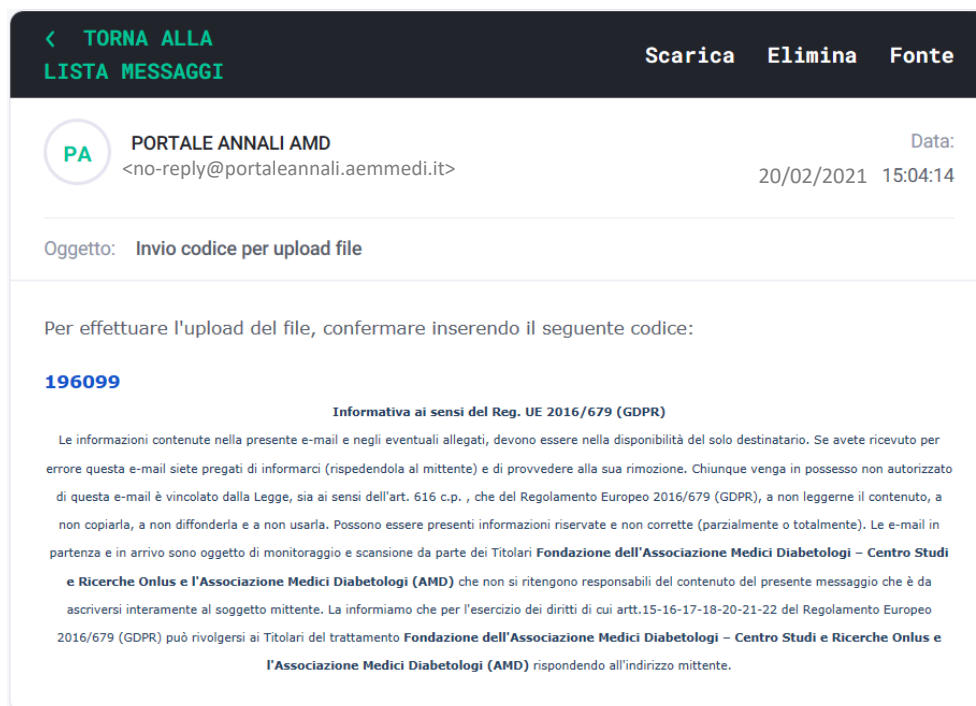 ‹ TORNA ALLA
LISTA MESSAGGI
Scarica Elimina Fonte
PA
PORTALE ANNALI AMD
<no-reply@portaleannali.aemmedi.it>
Data:
20/02/2021 15:04:14
Oggetto: Invio codice per upload file
Per effettuare l'upload del file, confermare inserendo il seguente codice:
196099
Informativa ai sensi del Reg. UE 2016/679 (GDPR)
Le informazioni contenute nella presente e-mail e negli eventuali allegati, devono essere nella disponibilità del solo destinatario. Se avete ricevuto per
errore questa e-mail siete pregati di informarci (rispedendola al mittente) e di provvedere alla sua rimozione. Chiunque venga in possesso non autorizzato
di questa e-mail è vincolato dalla Legge, sia ai sensi dell'art. 616 c.p. , che del Regolamento Europeo 2016/679 (GDPR), a non leggerne il contenuto, a
non copiarla, a non diffonderla e a non usarla. Possono essere presenti informazioni riservate e non corrette (parzialmente o totalmente). Le e-mail in
partenza e in arrivo sono oggetto di monitoraggio e scansione da parte dei Titolari Fondazione dell'Associazione Medici Diabetologi – Centro Studi
e Ricerche Onlus e l'Associazione Medici Diabetologi (AMD) che non si ritengono responsabili del contenuto del presente messaggio che è da
ascriversi interamente al soggetto mittente. La informiamo che per l'esercizio dei diritti di cui artt.15-16-17-18-20-21-22 del Regolamento Europeo
2016/679 (GDPR) può rivolgersi ai Titolari del trattamento Fondazione dell'Associazione Medici Diabetologi – Centro Studi e Ricerche Onlus e
l'Associazione Medici Diabetologi (AMD) rispondendo all'indirizzo mittente.